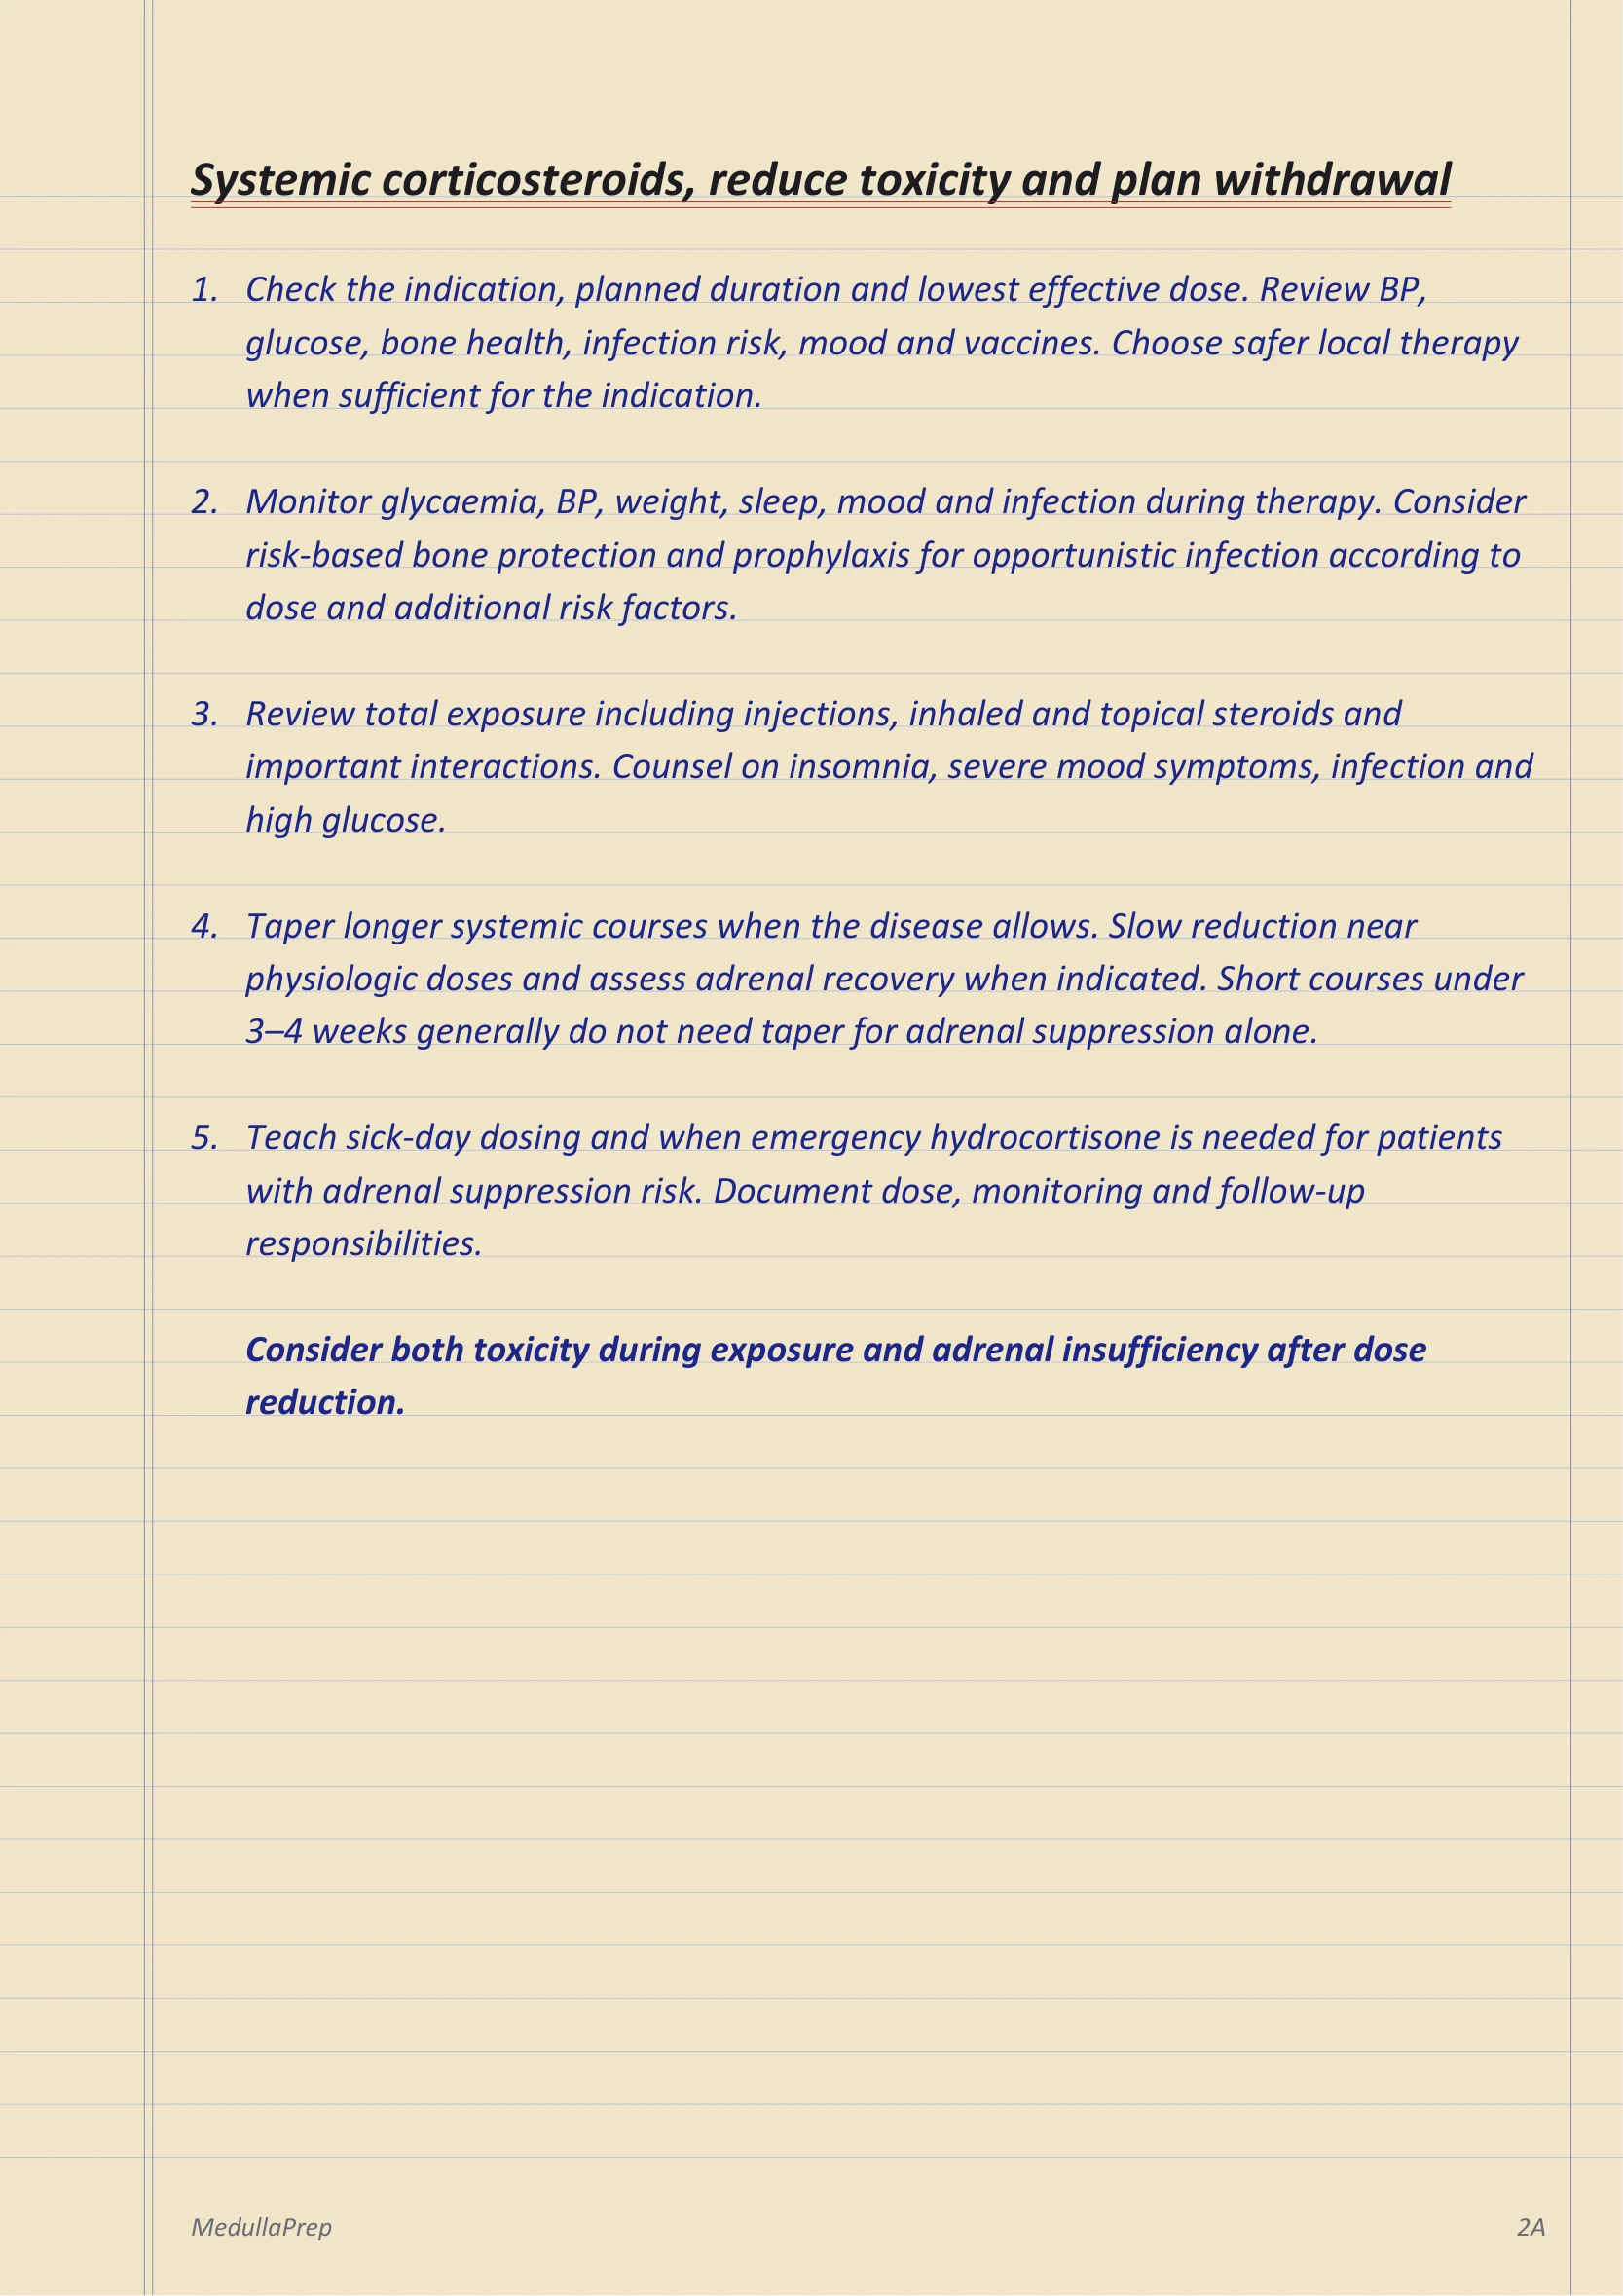 Systemic corticosteroids, reduce toxicity and plan withdrawal
1. Check the indication, planned duration and lowest effective dose. Review BP,
glucose, bone health, infection risk, mood and vaccines. Choose safer local therapy
when sufficient for the indication.
2. Monitor glycaemia, BP, weight, sleep, mood and infection during therapy. Consider
risk-based bone protection and prophylaxis for opportunistic infection according to
dose and additional risk factors.
3. Review total exposure including injections, inhaled and topical steroids and
important interactions. Counsel on insomnia, severe mood symptoms, infection and
high glucose.
4. Taper longer systemic courses when the disease allows. Slow reduction near
physiologic doses and assess adrenal recovery when indicated. Short courses under
3–4 weeks generally do not need taper for adrenal suppression alone.
5. Teach sick-day dosing and when emergency hydrocortisone is needed for patients
with adrenal suppression risk. Document dose, monitoring and follow-up
responsibilities.
Consider both toxicity during exposure and adrenal insufficiency after dose
reduction.
MedullaPrep
2A